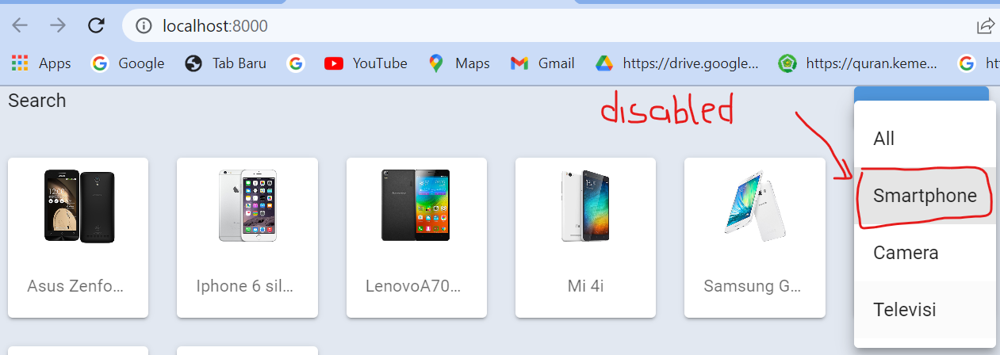 localhost:8000
Apps Google Tab Baru YouTube Maps Gmail https://drive.google... https://quran.keme... ht
Search
disabled
All
Smartphone
Camera
Televisi
Asus Zenfo... Iphone 6 sil... LenovoA70... Mi 4i Samsung G...